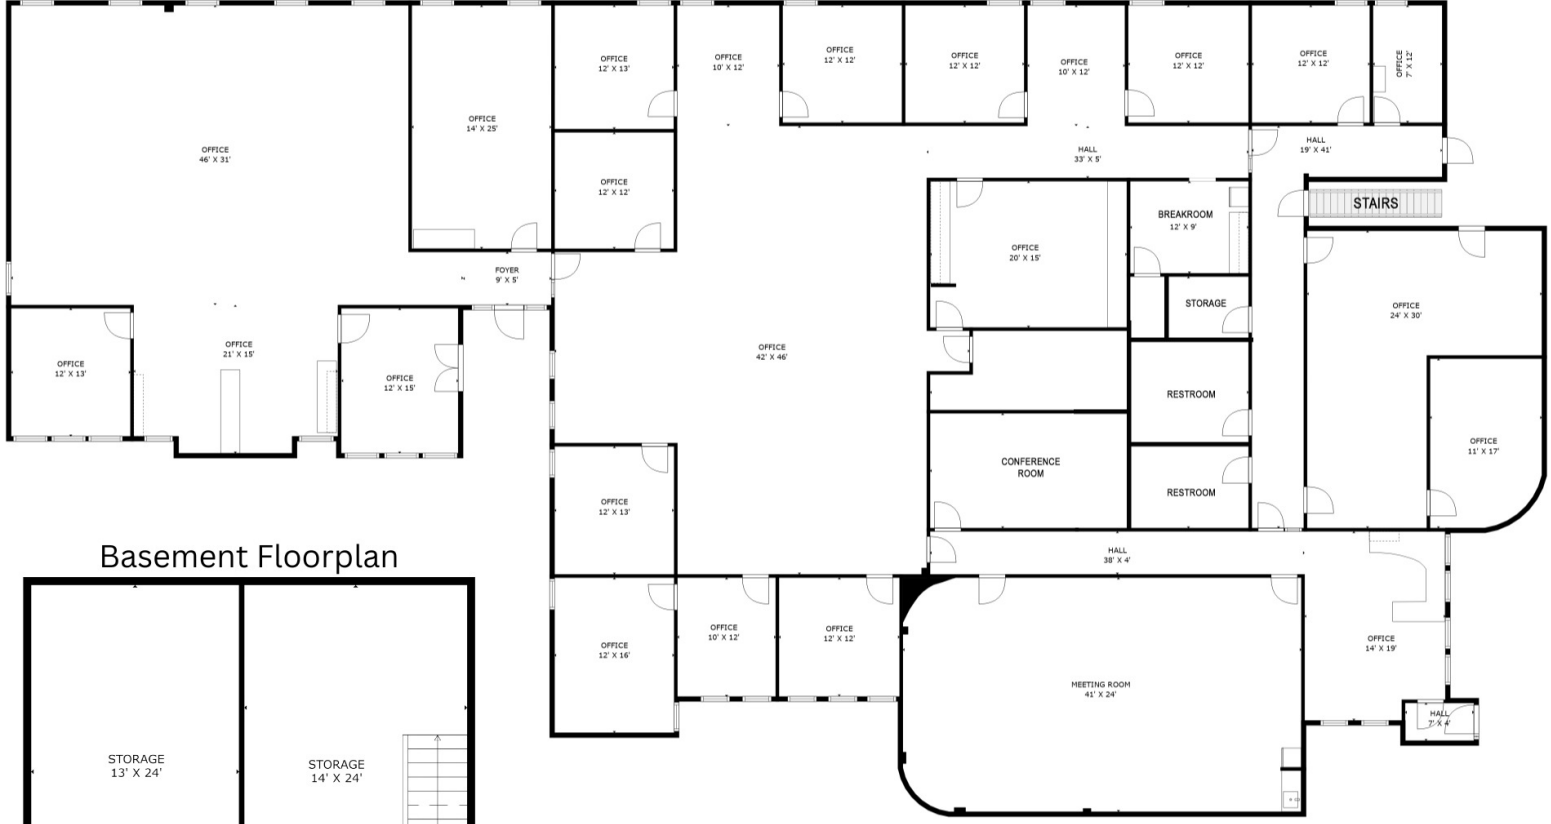 OFFICE
12' X 13'
OFFICE
10' X 12'
OFFICE
12' X 12'
OFFICE
12' X 12'
OFFICE
10' X 12'
OFFICE
12' X 12'
OFFICE
12' X 12'
OFFICE
7' X 12'
OFFICE
46' X 31'
OFFICE
14' X 25'
OFFICE
12' X 12'
HALL
33' X 5'
HALL
19' X 41'
STAIRS
BREAKROOM
12' X 9'
OFFICE
20' X 15'
FOYER
9' X 5'
STORAGE
OFFICE
24' X 30'
OFFICE
12' X 13'
OFFICE
21' X 15'
OFFICE
12' X 15'
OFFICE
42' X 46'
RESTROOM
OFFICE
11' X 17'
CONFERENCE
ROOM
RESTROOM
OFFICE
12' X 13'
HALL
38' X 4'
Basement Floorplan
OFFICE
12' X 16'
OFFICE
10' X 12'
OFFICE
12' X 12'
OFFICE
14' X 19'
MEETING ROOM
41' X 24'
HALL
7' X 4'
STORAGE
13' X 24'
STORAGE
14' X 24'